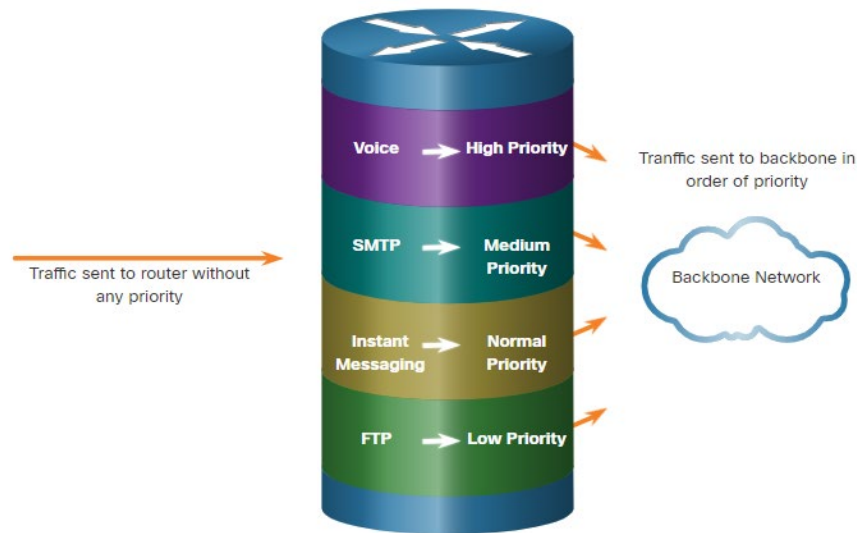 Voice
High Priority
Tranffic sent to backbone in
order of priority
SMTP
Medium
Priority
Traffic sent to router without
any priority
Backbone Network
Instant
Messaging
Normal
Priority
FTP
Low Priority